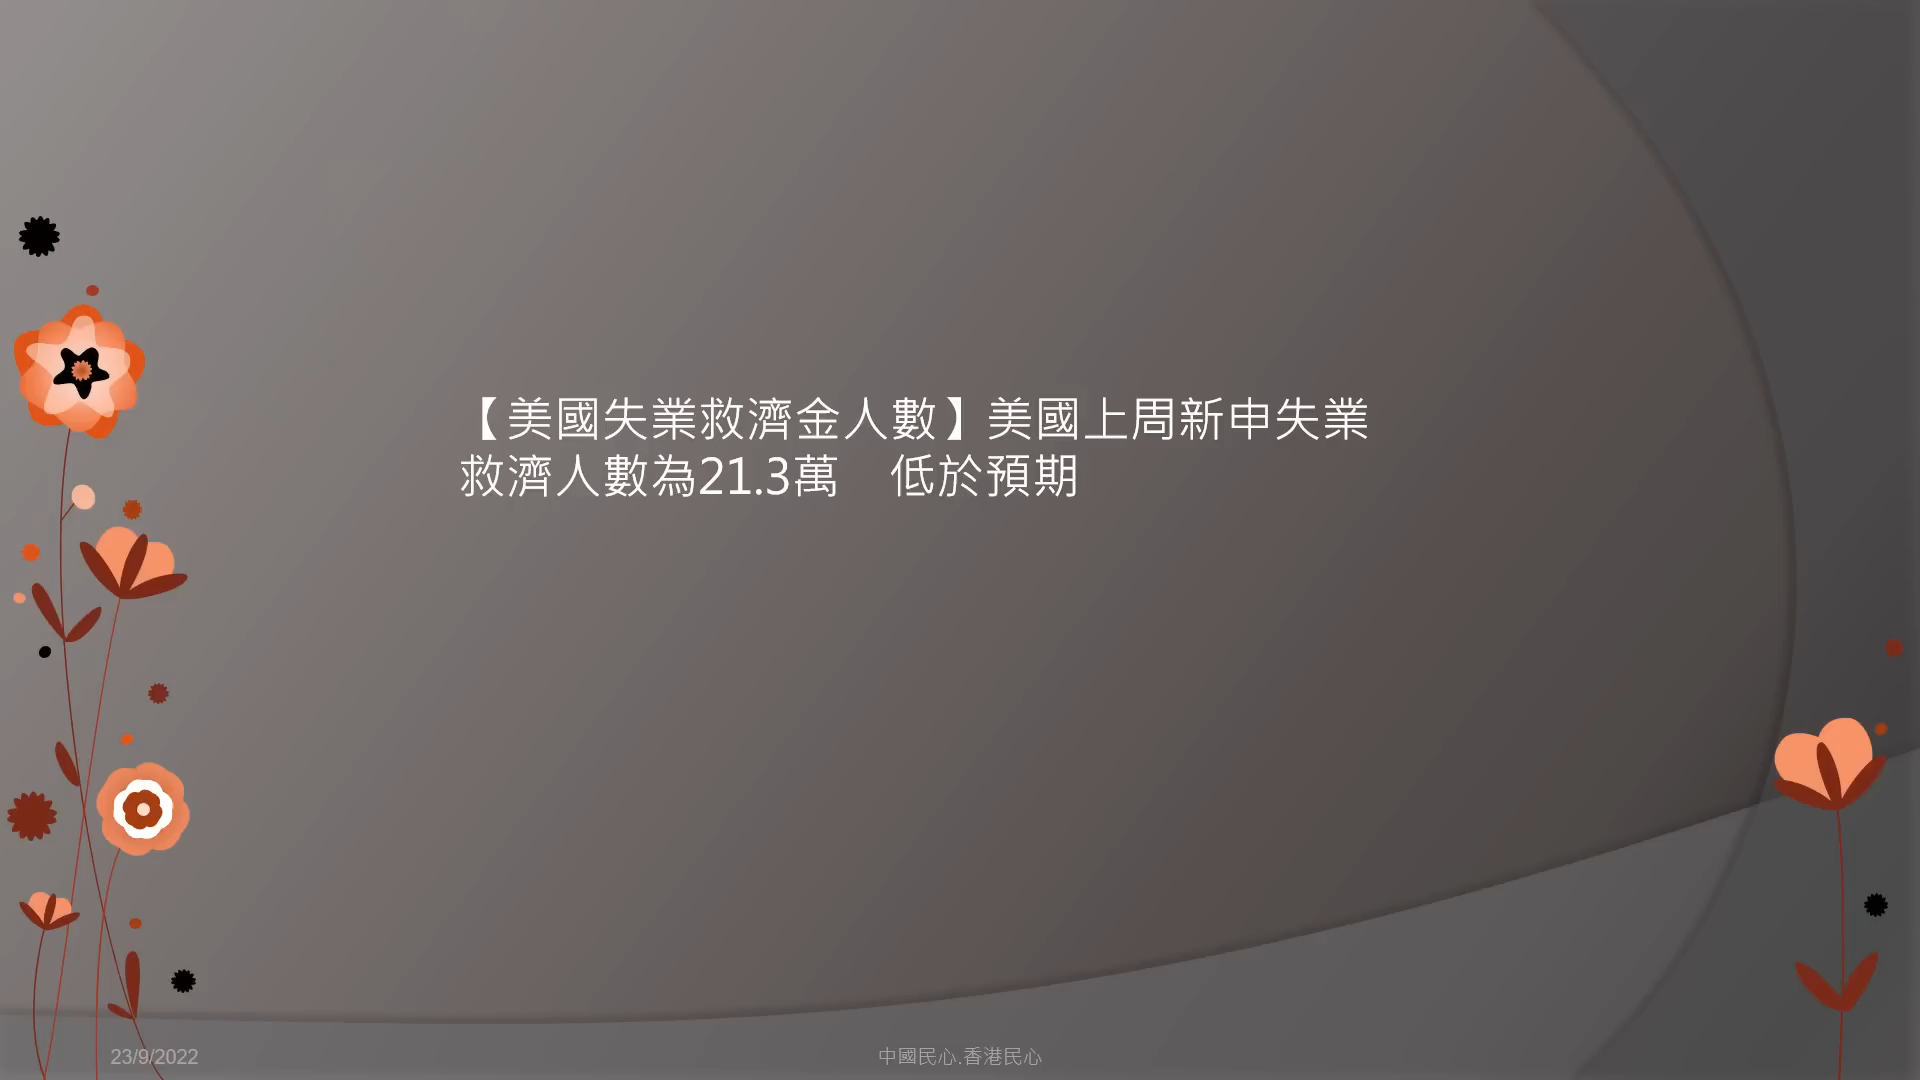 【美國失業救濟金人數】美國上周新申失業
救濟人數為21.3萬　低於預期
23/9/2022
中國民心.香港民心